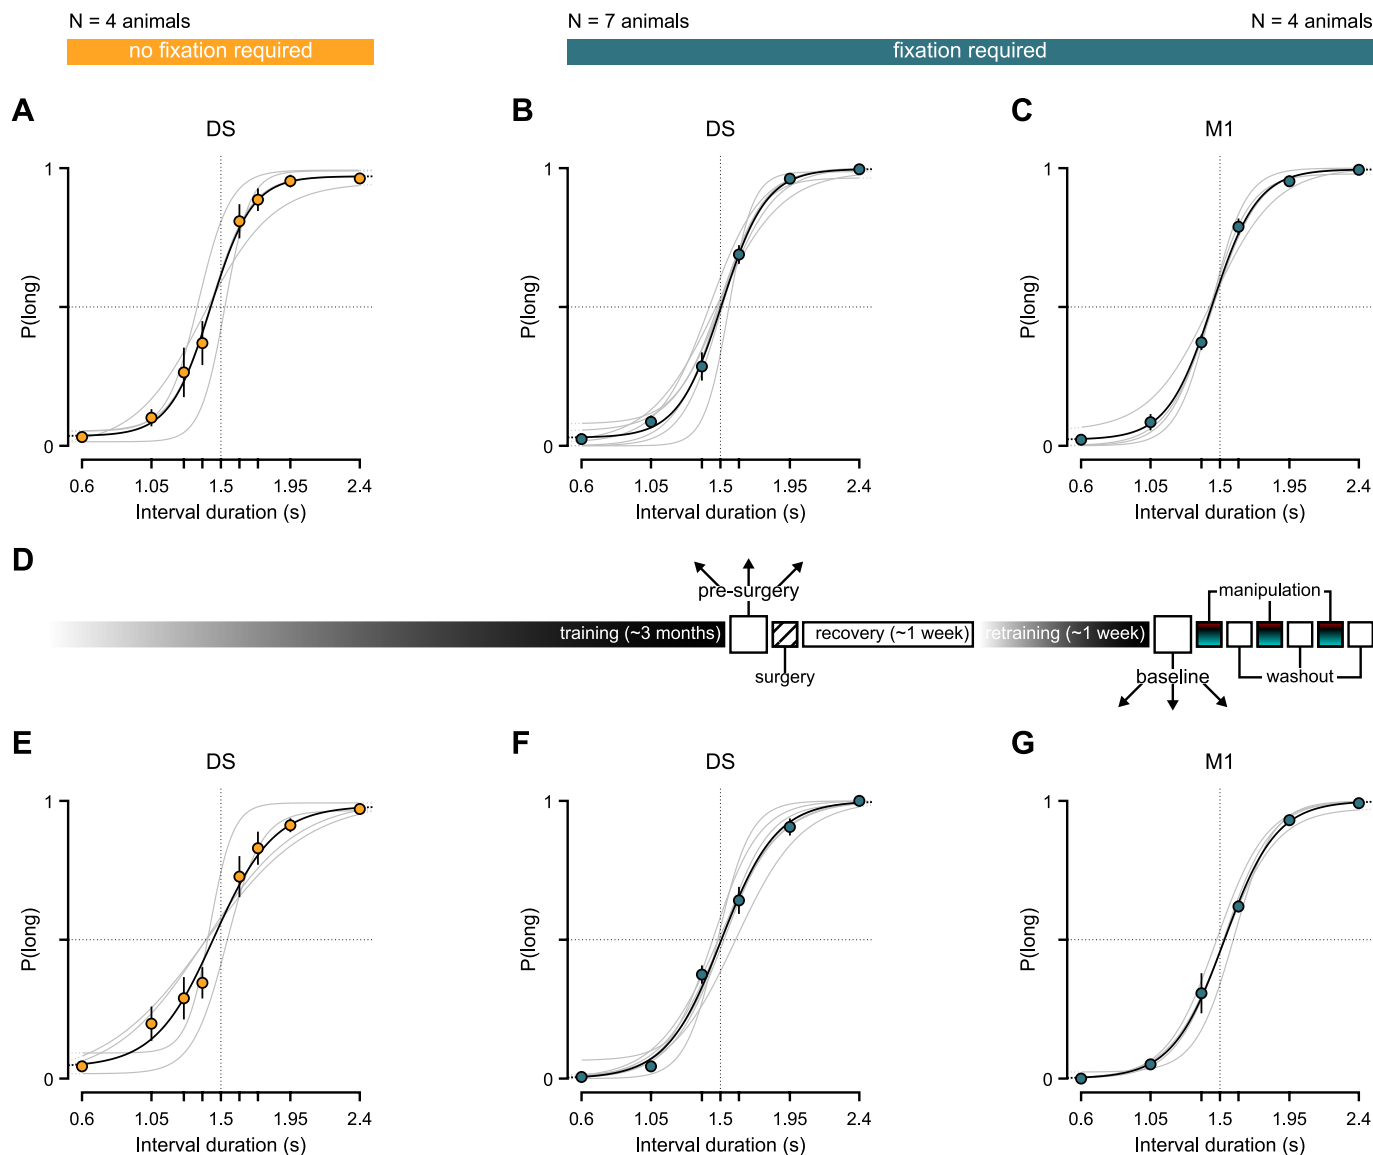 N = 4 animals
N = 7 animals
N = 4 animals
no fixation required
fixation required
A
B
C
DS
DS
M1
1
P(long)
0
0.6 1.05 1.5 1.95 2.4
Interval duration (s)
1
P(long)
0
0.6 1.05 1.5 1.95 2.4
Interval duration (s)
1
P(long)
0
0.6 1.05 1.5 1.95 2.4
Interval duration (s)
D
pre-surgery
manipulation
training (~3 months)
recovery (~1 week)
retraining (~1 week)
surgery
baseline
washout
E
F
G
DS
DS
M1
1
P(long)
0
0.6 1.05 1.5 1.95 2.4
Interval duration (s)
1
P(long)
0
0.6 1.05 1.5 1.95 2.4
Interval duration (s)
1
P(long)
0
0.6 1.05 1.5 1.95 2.4
Interval duration (s)